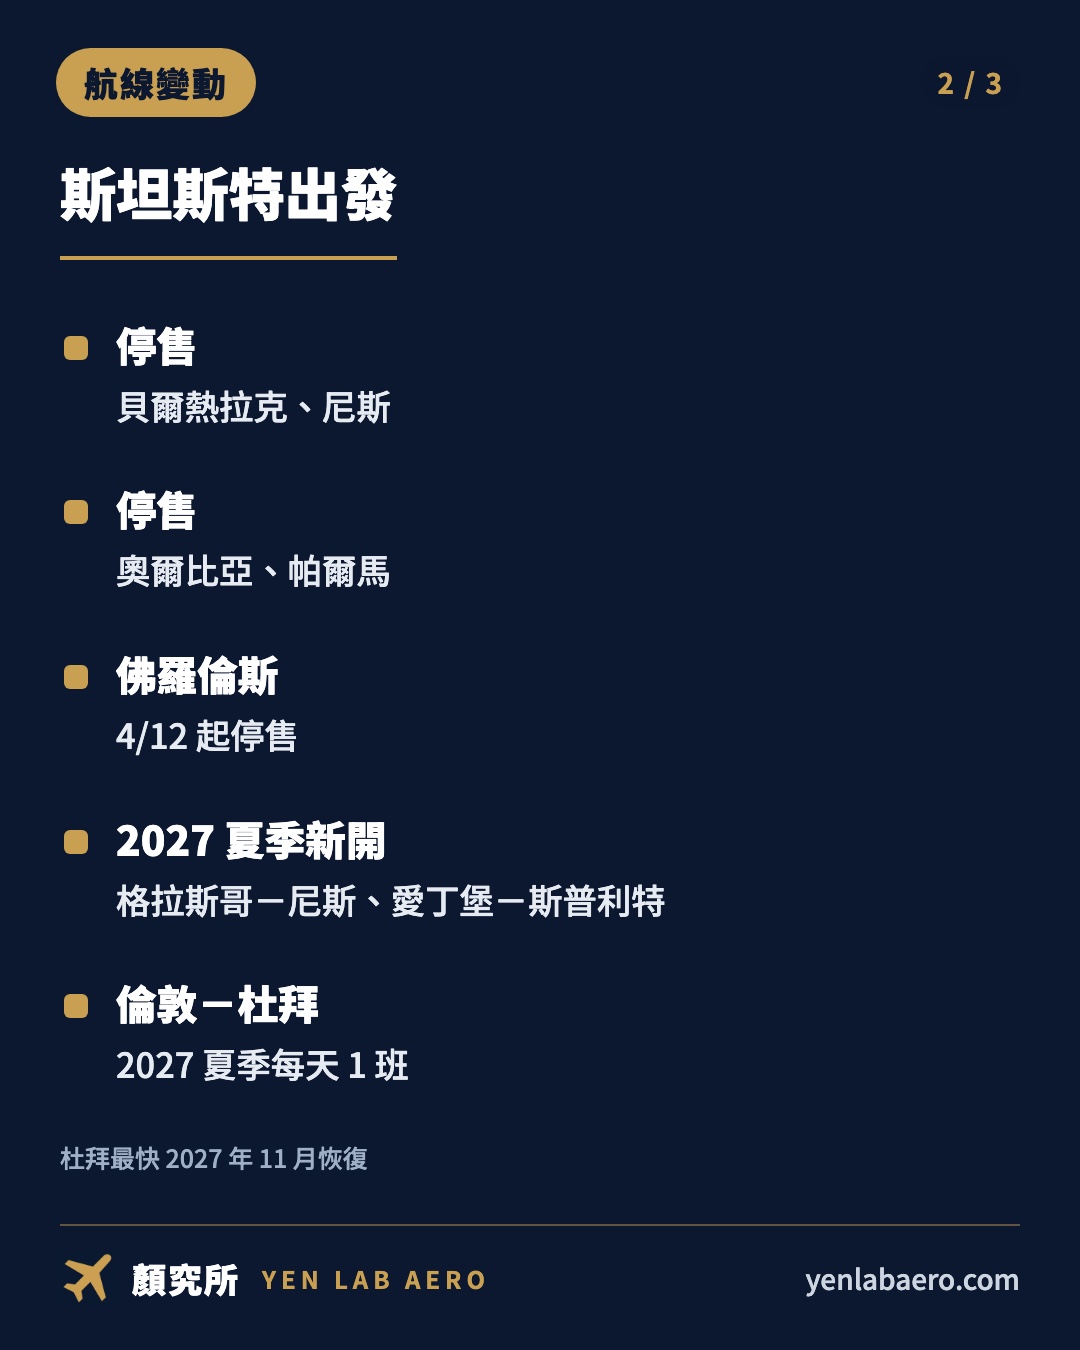 航線變動
2 / 3
斯坦斯特出發
停售
貝爾熱拉克、尼斯
停售
奧爾比亞、帕爾馬
佛羅倫斯
4/12 起停售
2027 夏季新開
格拉斯哥－尼斯、愛丁堡－斯普利特
倫敦－杜拜
2027 夏季每天 1 班
杜拜最快 2027 年 11 月恢復
顏究所 YEN LAB AERO
yenlabaero.com